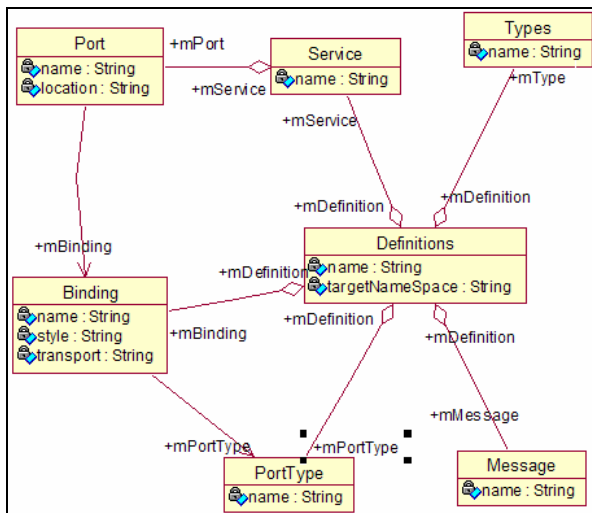 Port
name : String
location : String
+mPort
+mService
Service
name : String
Types
name : String
+mType
+mService
+mDefinition
+mDefinition
+mBinding
+mDefinition
Definitions
name : String
targetNameSpace : String
Binding
name : String
style : String
transport : String
+mBinding
+mDefinition
+mDefinition
+mPortType
+mPortType
+mMessage
PortType
name : String
Message
name : String